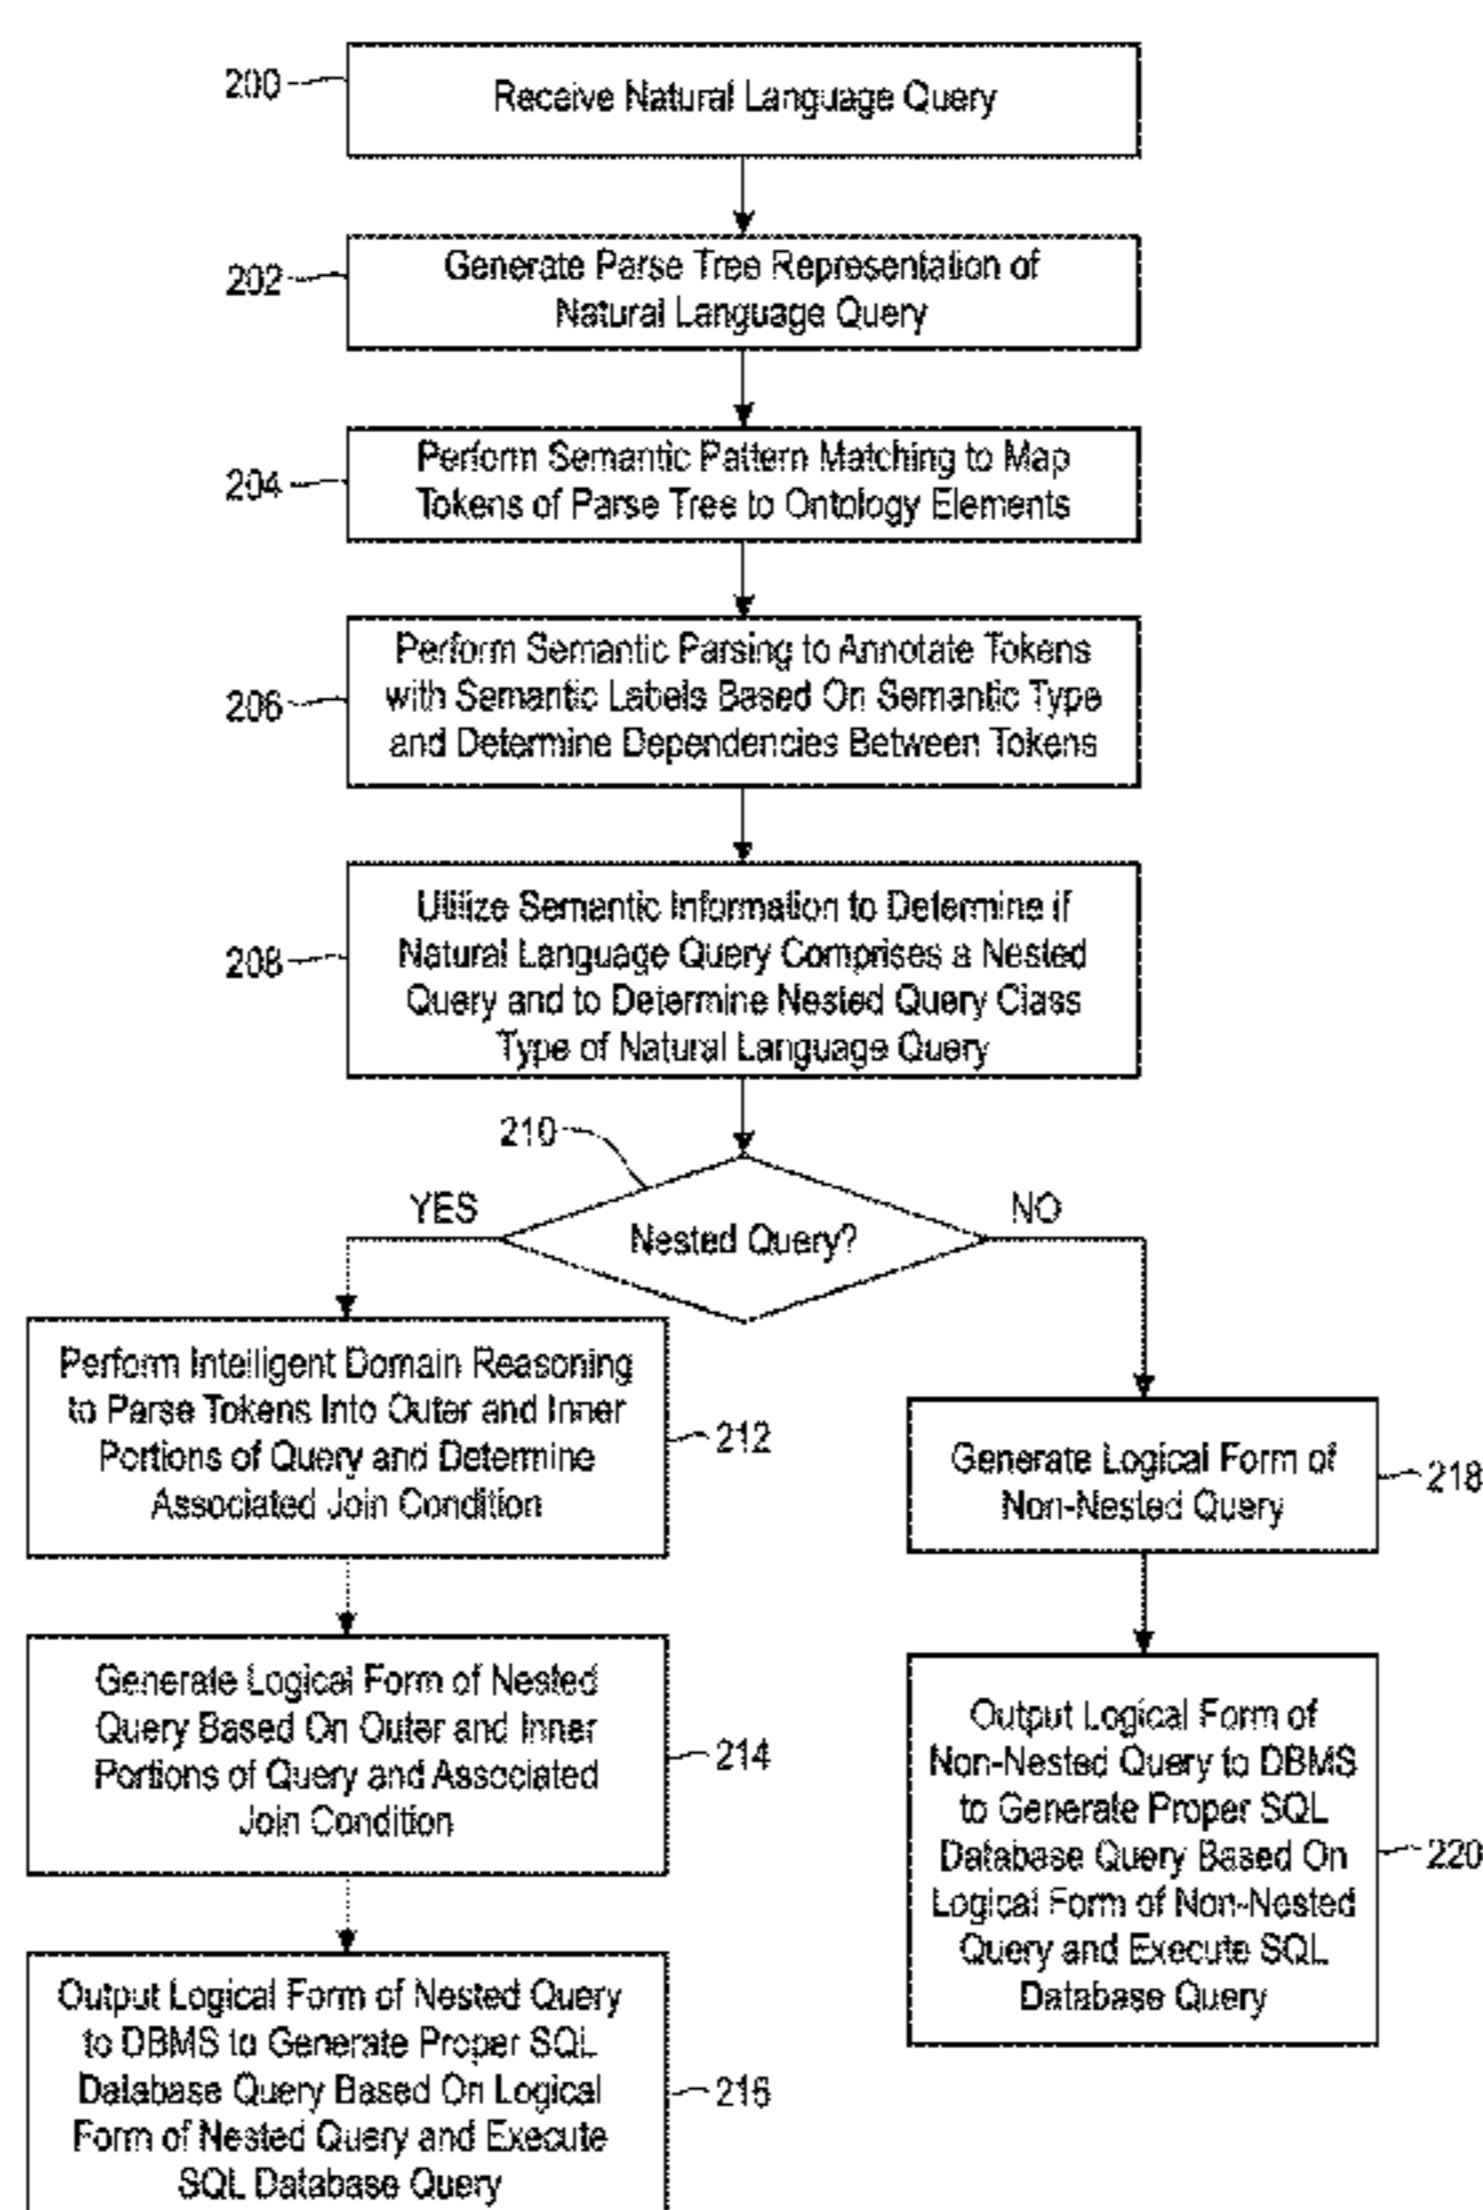 200
Receive Natural Language Query
202
Generate Parse Tree Representation of
Natural Language Query
204
Perform Semantic Pattern Matching to Map
Tokens of Parse Tree to Ontology Elements
206
Perform Semantic Parsing to Annotate Tokens
with Semantic Labels Based On Semantic Type
and Determine Dependencies Between Tokens
208
Utilize Semantic Information to Determine if
Natural Language Query Comprises a Nested
Query and to Determine Nested Query Class
Type of Natural Language Query
210
YES
Nested Query?
NO
Perform Intelligent Domain Reasoning
to Parse Tokens Into Outer and Inner
Portions of Query and Determine
Associated Join Condition
212
Generate Logical Form of
Non-Nested Query
218
Generate Logical Form of Nested
Query Based On Outer and Inner
Portions of Query and Associated
Join Condition
214
Output Logical Form of
Non-Nested Query to DBMS
to Generate Proper SQL
Database Query Based On
Logical Form of Non-Nested
Query and Execute SQL
Database Query
220
Output Logical Form of Nested Query
to DBMS to Generate Proper SQL
Database Query Based On Logical
Form of Nested Query and Execute
SQL Database Query
216